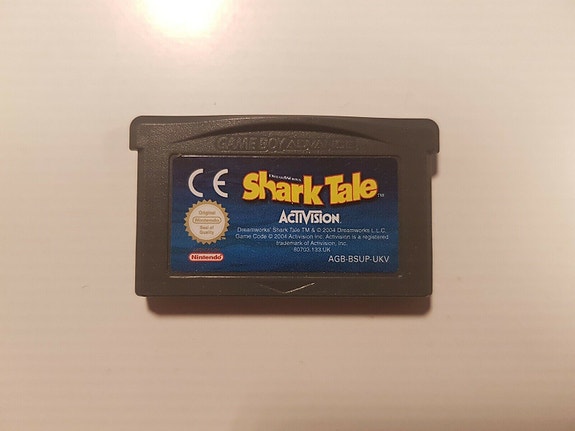 GAME BOY ADVANCE
CE
DREAMWORKS
Shark Tale™
ACTIVISION
Original
Nintendo
Seal of
Quality
Dreamworks' Shark Tale TM & © 2004 Dreamworks L.L.C.
Game Code © 2004 Activision Inc. Activision is a registered
trademark of Activision, Inc.
80703.133.UK
Nintendo
AGB-BSUP-UKV